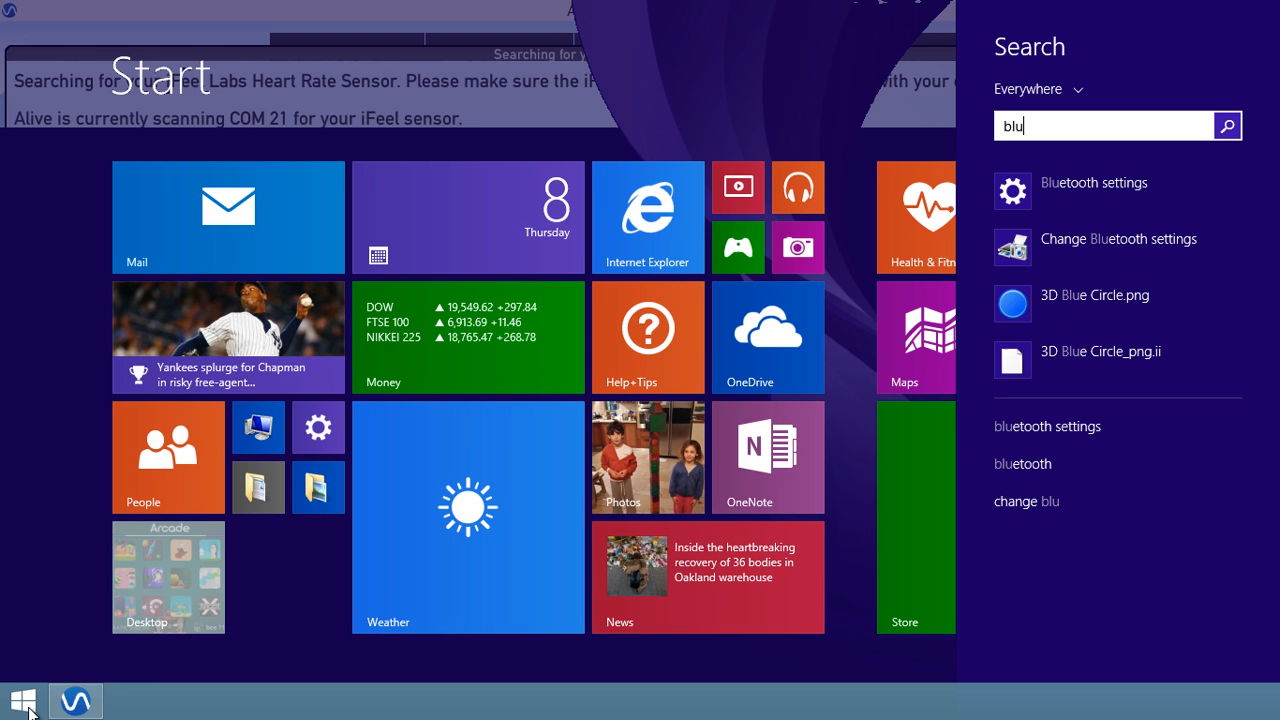 Searching for y
Searching for your iFeel Labs Heart Rate Sensor. Please make sure the iF
with your
Alive is currently scanning COM 21 for your iFeel sensor.
Start
Mail
8
Thursday
Internet Explorer
Health & Fitn
Yankees splurge for Chapman
in risky free-agent...
DOW ▲ 19,549.62 +297.84
FTSE 100 ▲ 6,913.69 +11.46
NIKKEI 225 ▲ 18,765.47 +268.78
Money
Help+Tips
OneDrive
Maps
People
Photos
N
OneNote
Arcade
Desktop
Weather
Inside the heartbreaking
recovery of 36 bodies in
Oakland warehouse
News
Store
Search
Everywhere
blu
Bluetooth settings
Change Bluetooth settings
3D Blue Circle.png
3D Blue Circle_png.ii
bluetooth settings
bluetooth
change blu